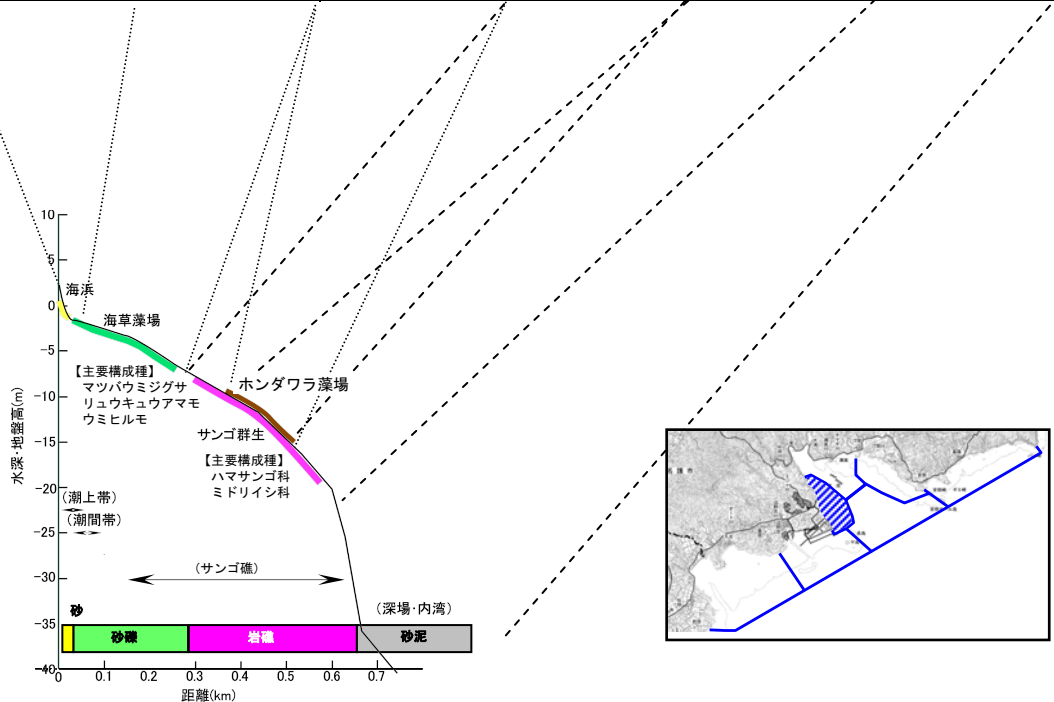 10
5
海浜
0
海草藻場
-5
【主要構成種】
マツバウミジグサ
リュウキュウアマモ
ウミヒルモ
ホンダワラ藻場
-10
サンゴ群生
-15
【主要構成種】
ハマサンゴ科
ミドリイシ科
水深・地盤高(m)
-20
(潮上帯)
(潮間帯)
-25
-30
(サンゴ礁)
砂
(深場・内湾)
-35
砂礫
岩礁
砂泥
-40
0
0.1
0.2
0.3
0.4
0.5
0.6
0.7
距離(km)